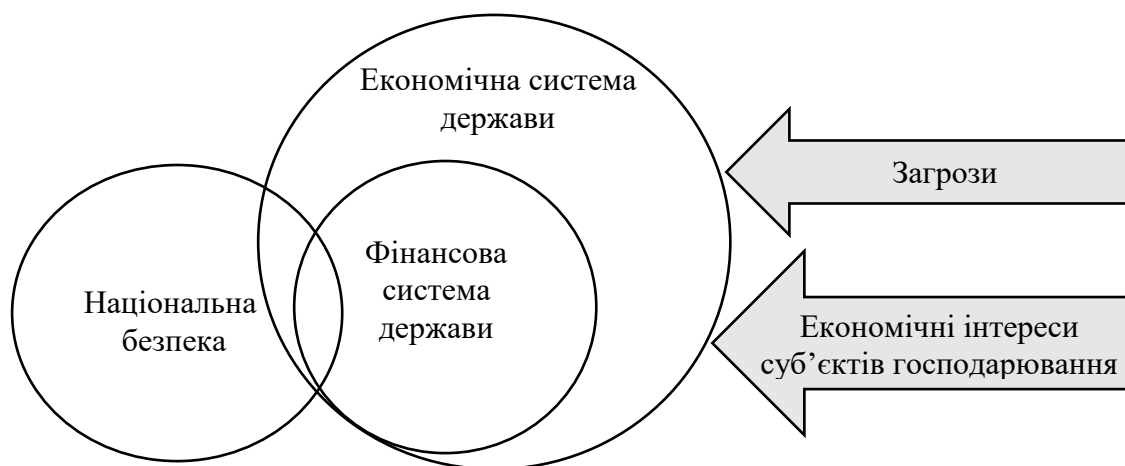 Економічна система
держави
Загрози
Фінансова
система
держави
Національна
безпека
Економічні інтереси
суб’єктів господарювання